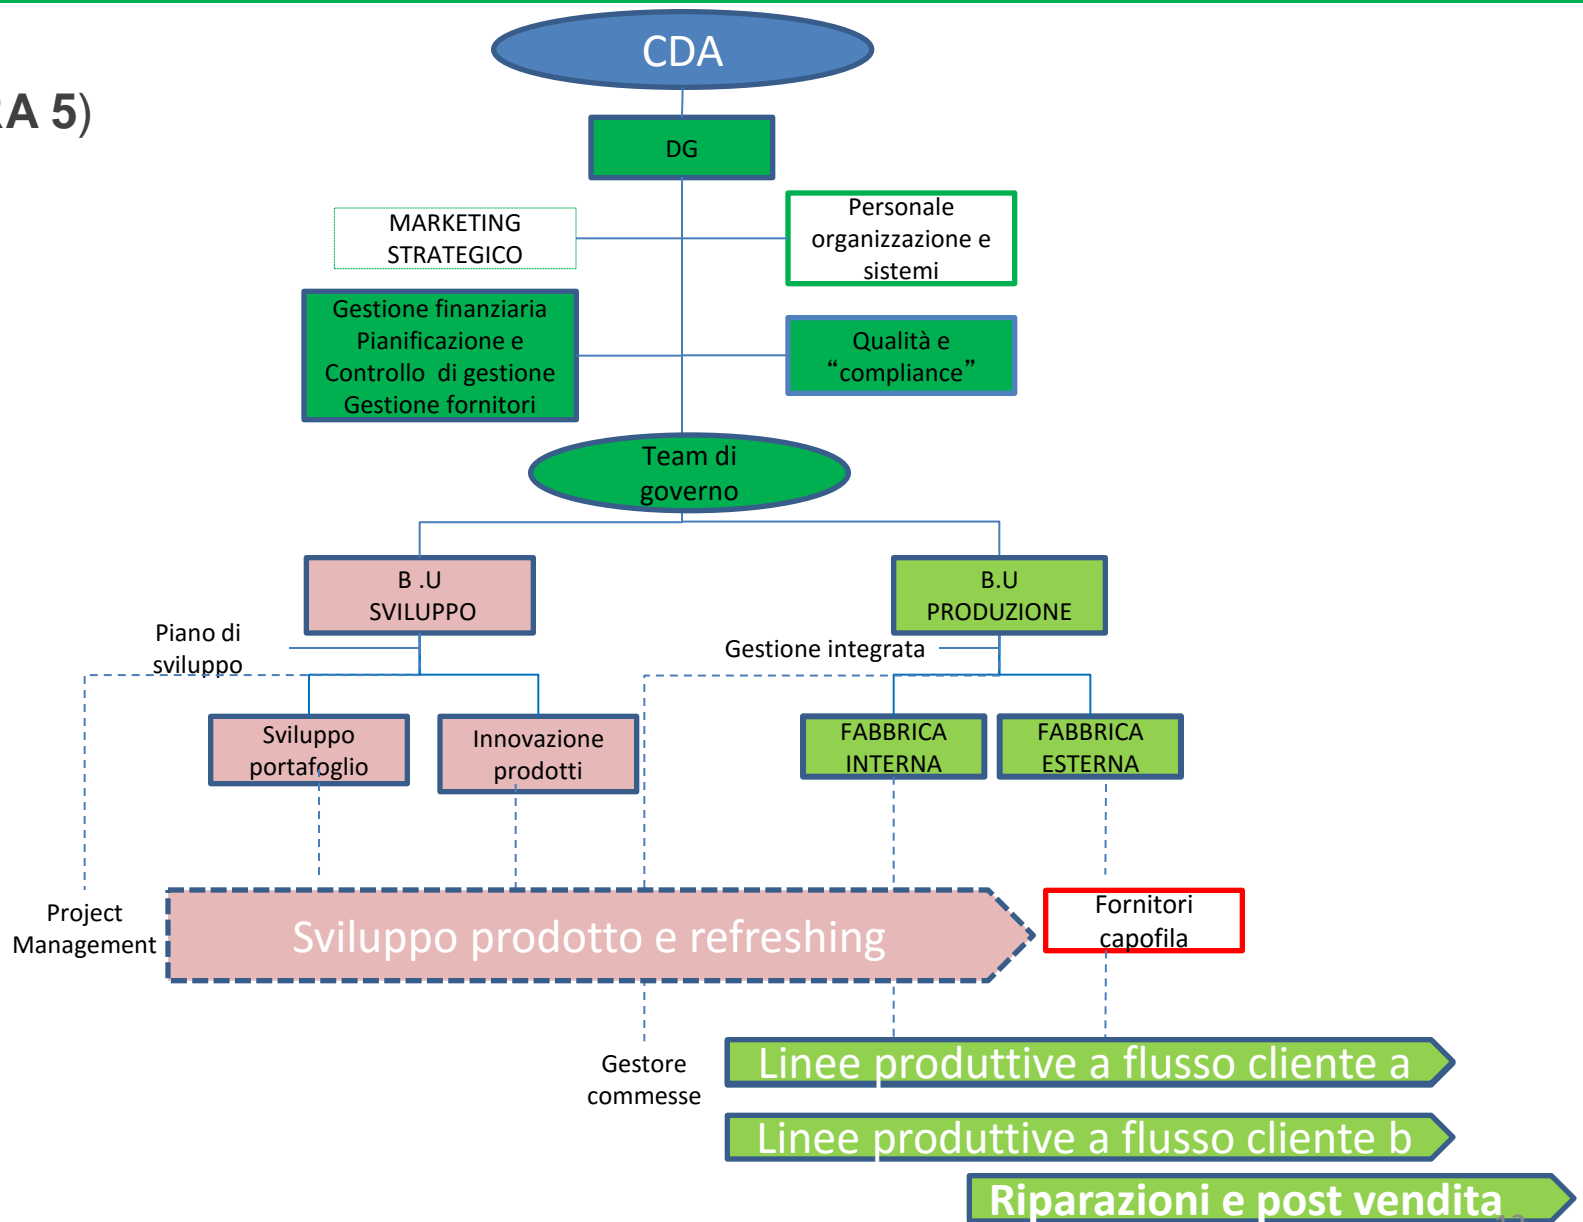 CDA
RA 5)
DG
MARKETING
STRATEGICO
Personale
organizzazione e
sistemi
Gestione finanziaria
Pianificazione e
Controllo di gestione
Gestione fornitori
Qualità e
“compliance”
Team di
governo
B .U
SVILUPPO
B.U
PRODUZIONE
Piano di
sviluppo
Gestione integrata
Sviluppo
portafoglio
Innovazione
prodotti
FABBRICA
INTERNA
FABBRICA
ESTERNA
Project
Management
Sviluppo prodotto e refreshing
Fornitori
capofila
Gestore
commesse
Linee produttive a flusso cliente a
Linee produttive a flusso cliente b
Riparazioni e post vendita